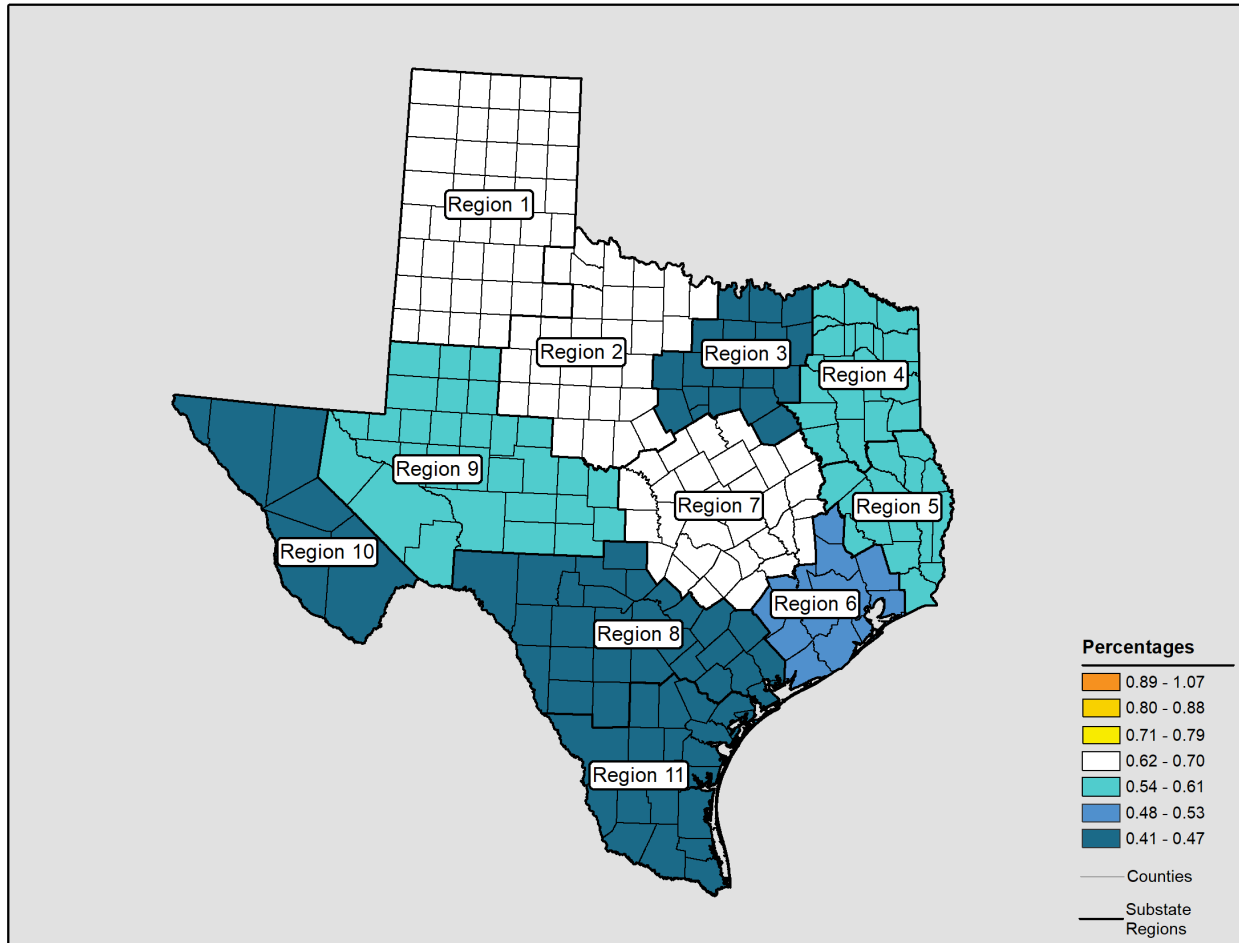 Region 1
Region 2
Region 3
Region 4
Region 9
Region 7
Region 5
Region 10
Region 6
Region 8
Region 11
Percentages
0.89 - 1.07
0.80 - 0.88
0.71 - 0.79
0.62 - 0.70
0.54 - 0.61
0.48 - 0.53
0.41 - 0.47
Counties
Substate
Regions